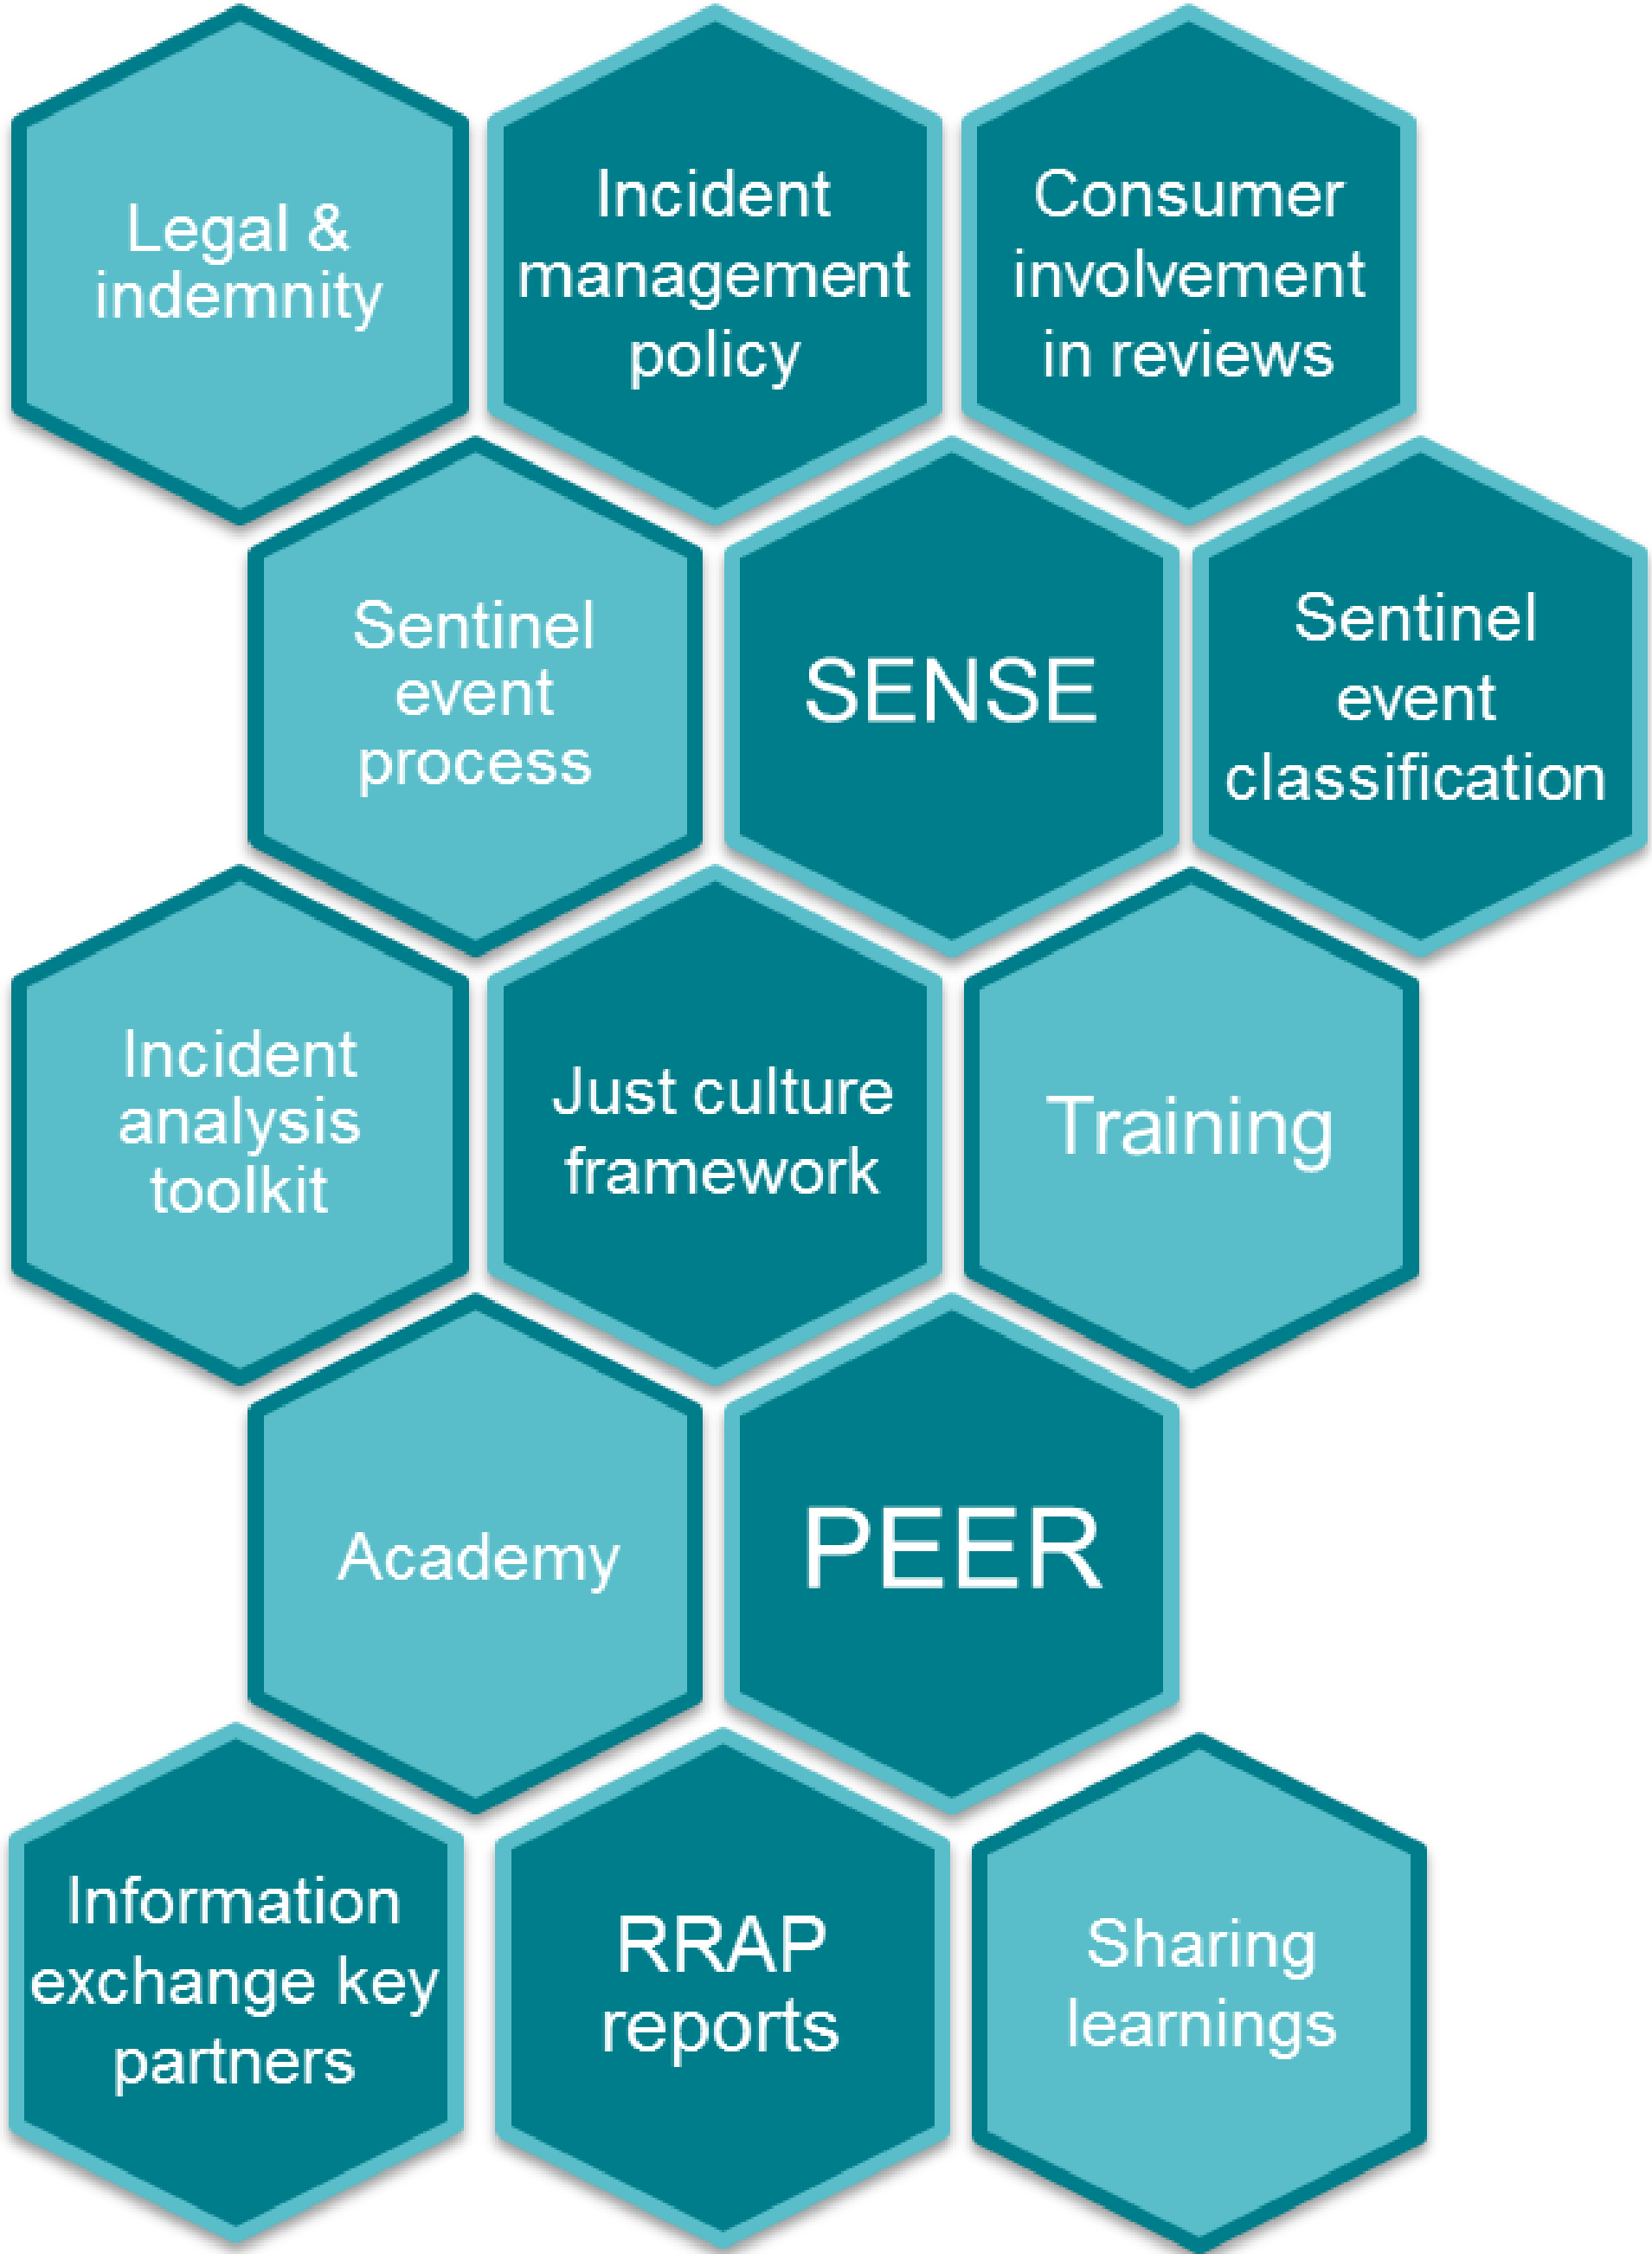 Legal &
indemnity
Incident
management
policy
Consumer
involvement
in reviews
Sentinel
event
process
SENSE
Sentinel
event
classification
Incident
analysis
toolkit
Just culture
framework
Training
Academy
PEER
Information
exchange key
partners
RRAP
reports
Sharing
learnings